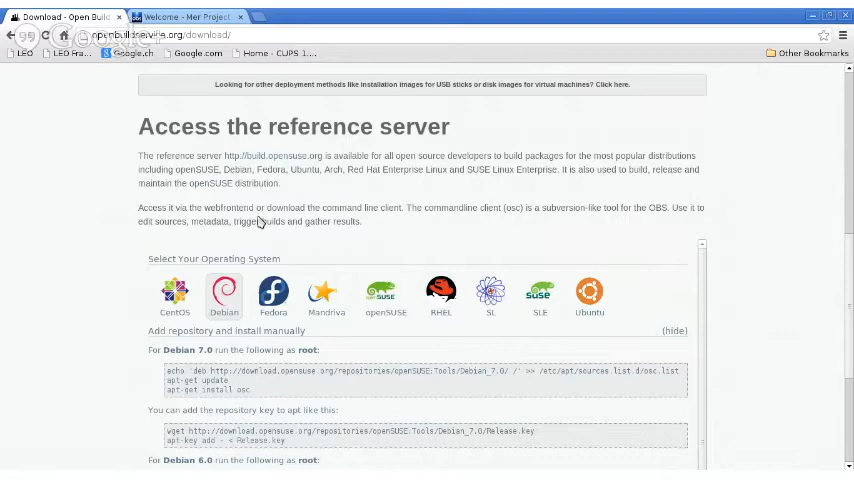 Download - Open Build
Welcome - Mer Project
Google+
openbuildservice.org/download/
LEO
LEO Fra...
Google.ch
Google.com
Home - CUPS 1....
Other Bookmarks
Looking for other deployment methods like installation images for USB sticks or disk images for virtual machines? Click here.
Access the reference server
The reference server http://build.opensuse.org is available for all open source developers to build packages for the most popular distributions
including openSUSE, Debian, Fedora, Ubuntu, Arch, Red Hat Enterprise Linux and SUSE Linux Enterprise. It is also used to build, release and
maintain the openSUSE distribution.
Access it via the webfrontend or download the command line client. The commandline client (osc) is a subversion-like tool for the OBS. Use it to
edit sources, metadata, trigger builds and gather results.
Select Your Operating System
CentOS
Debian
Fedora
Mandriva
openSUSE
RHEL
SL
SLE
Ubuntu
Add repository and install manually
(hide)
For Debian 7.0 run the following as root:
echo 'deb http://download.opensuse.org/repositories/openSUSE:Tools/Debian_7.0/ /' >> /etc/apt/sources.list.d/osc.list
apt-get update
apt-get install osc
You can add the repository key to apt like this:
wget http://download.opensuse.org/repositories/openSUSE:Tools/Debian_7.0/Release.key
apt-key add - < Release.key
For Debian 6.0 run the following as root: